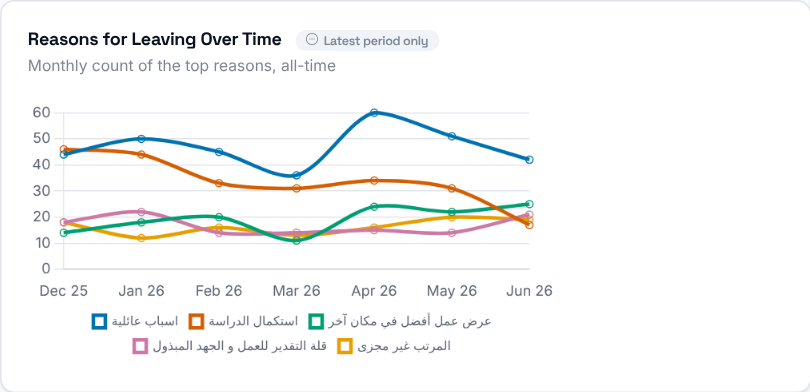 Reasons for Leaving Over Time Latest period only
Monthly count of the top reasons, all-time
60
50
40
30
20
10
0
Dec 25 Jan 26 Feb 26 Mar 26 Apr 26 May 26 Jun 26
اسباب عائلية استكمال الدراسة عرض عمل أفضل في مكان آخر
قلة التقدير للعمل و الجهد المبذول المرتب غير مجزى